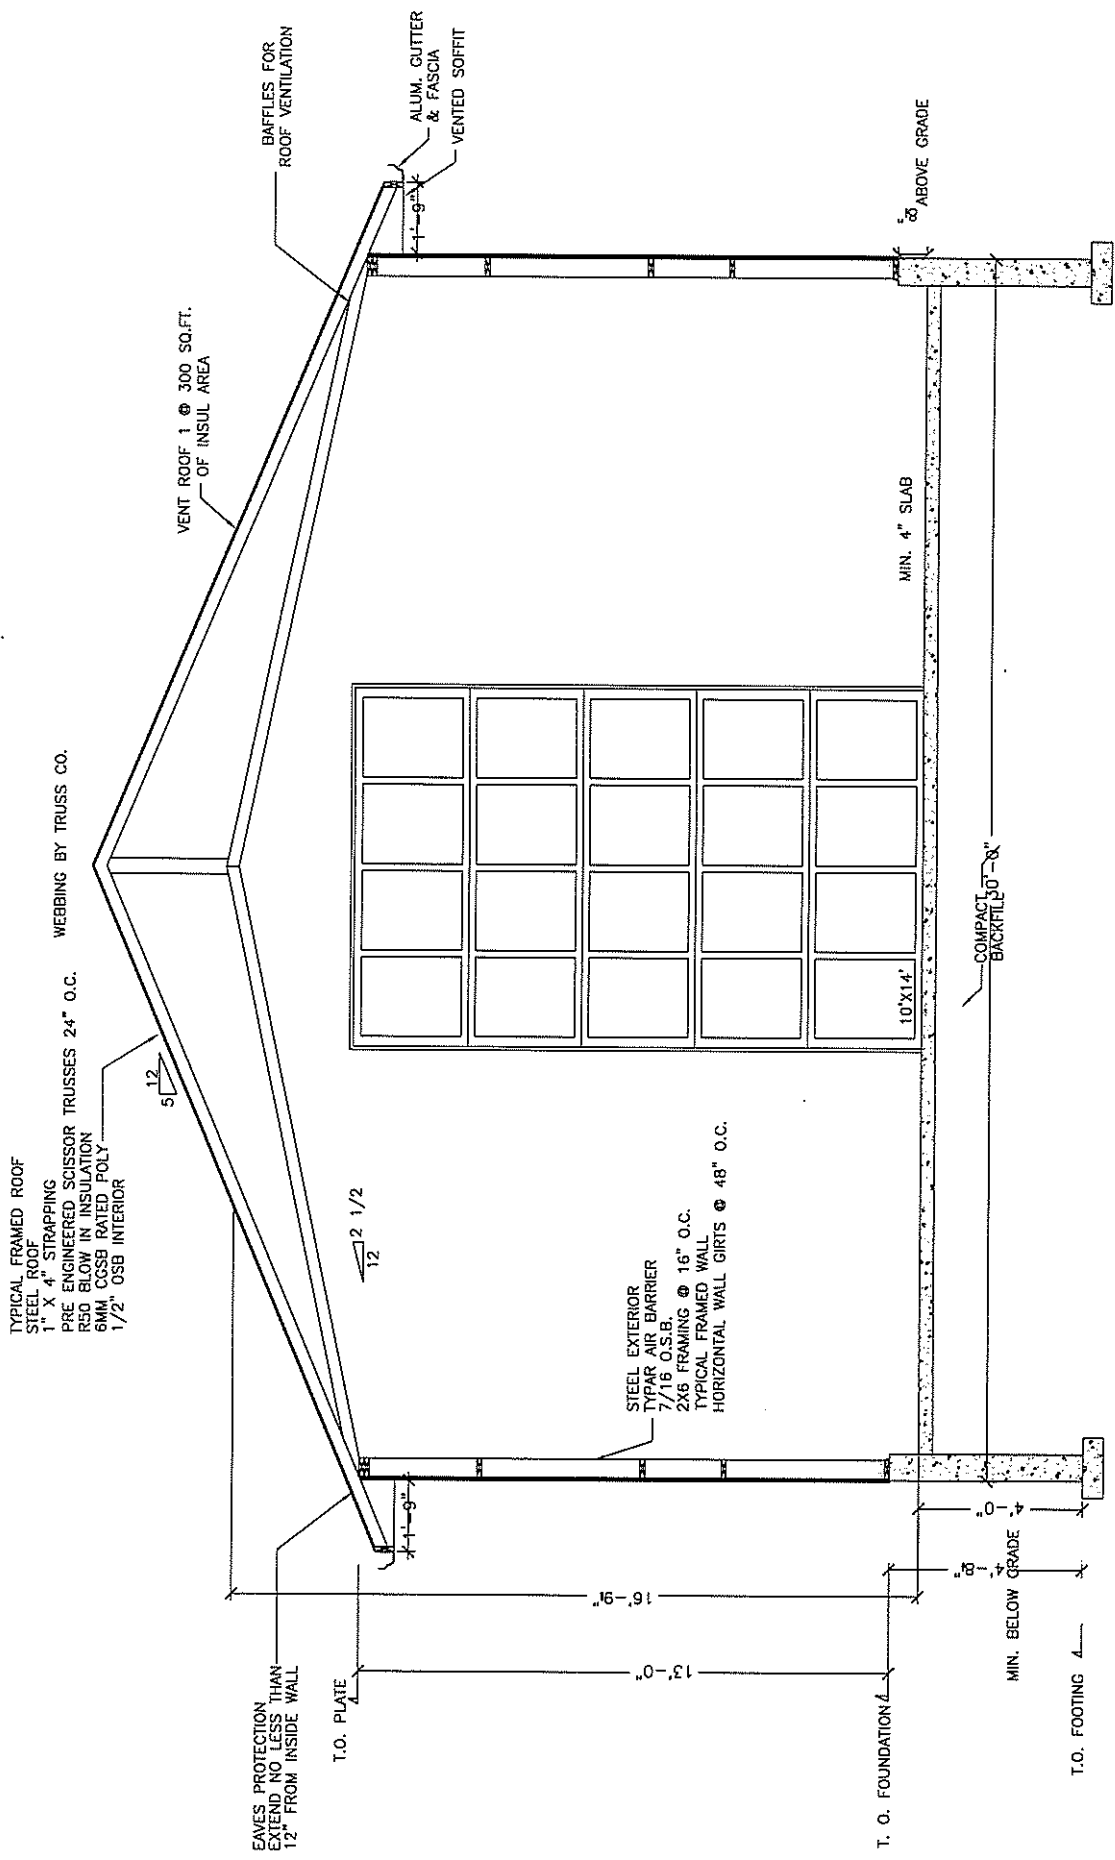 TYPICAL FRAMED ROOF
STEEL ROOF
1" X 4" STRAPPING
PRE ENGINEERED SCISSOR TRUSSES 24" O.C.
R50 BLOW IN INSULATION
6MM CGSB RATED POLY
1/2" OSB INTERIOR
WEBBING BY TRUSS CO.
12
5
VENT ROOF 1 @ 300 SQ.FT.
OF INSUL AREA
BAFFLES FOR
ROOF VENTILATION
ALUM. GUTTER
& FASCIA
VENTED SOFFIT
1'-9"
EAVES PROTECTION
EXTEND NO LESS THAN
12" FROM INSIDE WALL
1'-9"
2 1/2
12
T.O. PLATE
13'-0"
STEEL EXTERIOR
TYPAR AIR BARRIER
7/16 O.S.B.
2X6 FRAMING @ 16" O.C.
TYPICAL FRAMED WALL
HORIZONTAL WALL GIRTS @ 48" O.C.
10'X14'
MIN. 4" SLAB
ABOVE GRADE
T. O. FOUNDATION
4'-0"
MIN. BELOW GRADE
COMPACT
BACKFILL
30'-0"
T.O. FOOTING